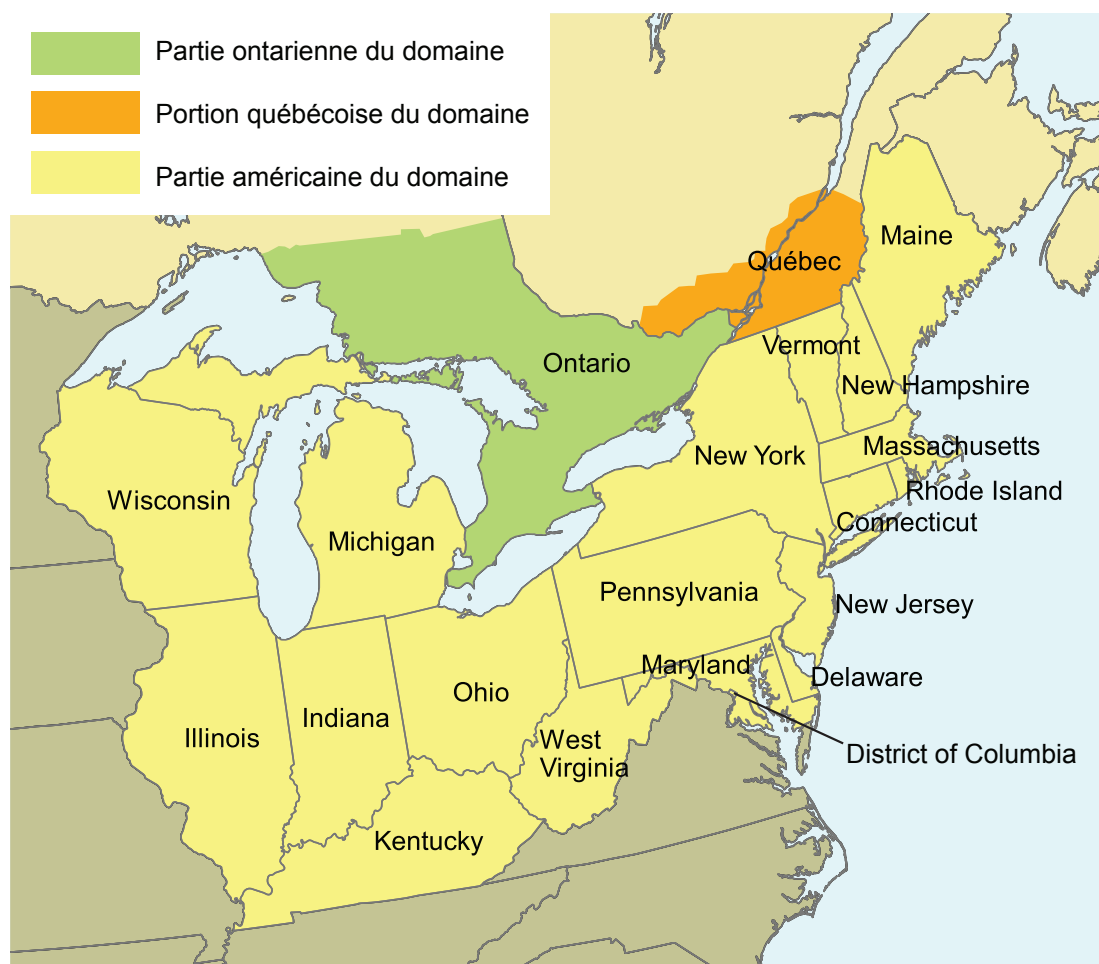 Partie ontarienne du domaine
Portion québécoise du domaine
Partie américaine du domaine
Maine
Québec
Vermont
Ontario
New Hampshire
Massachusetts
New York
Rhode Island
Wisconsin
Connecticut
Michigan
Pennsylvania
New Jersey
Maryland
Delaware
Ohio
Indiana
Illinois
West
Virginia
District of Columbia
Kentucky